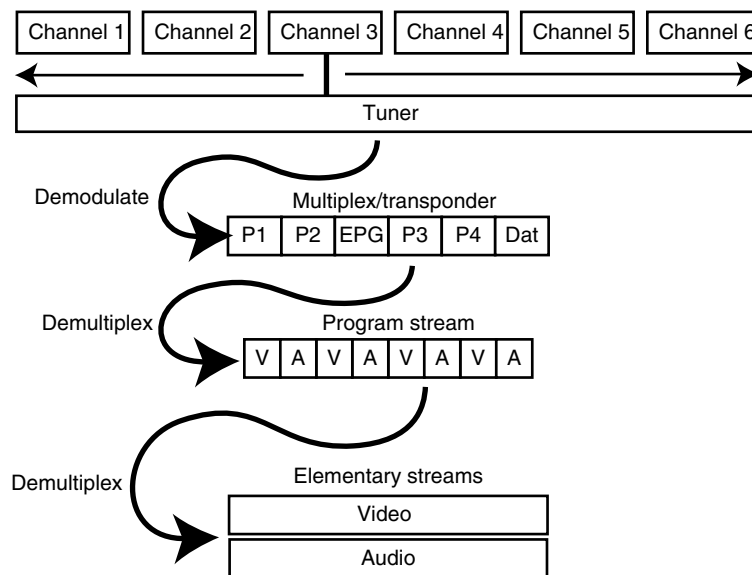 Channel 1 Channel 2 Channel 3 Channel 4 Channel 5 Channel 6
Tuner
Demodulate
Multiplex/transponder
P1 P2 EPG P3 P4 Dat
Demultiplex
Program stream
V A V A V A V A
Demultiplex
Elementary streams
Video
Audio